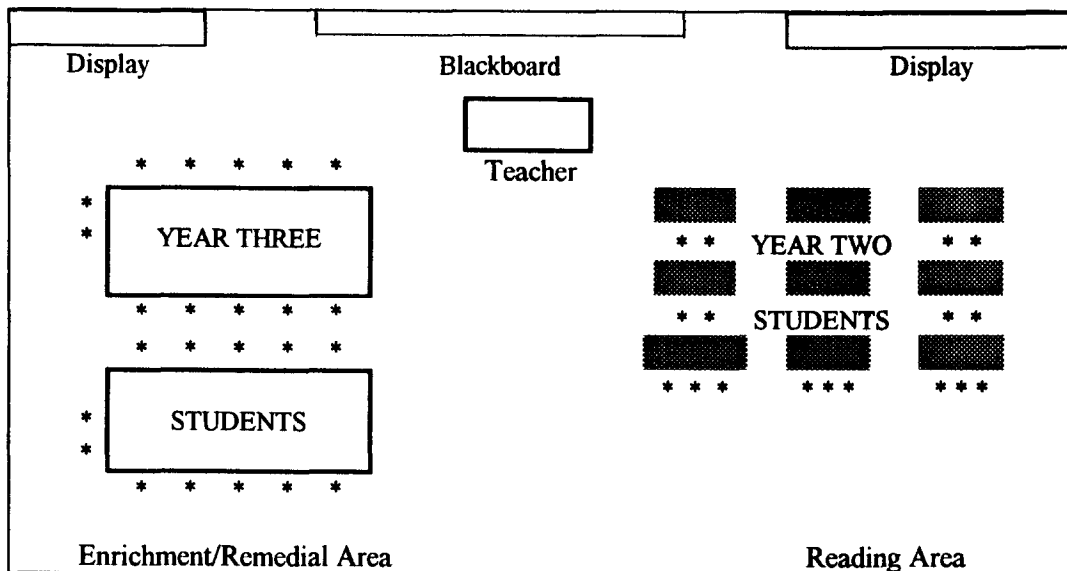 Display Blackboard Display
Teacher
* * * * *
*
*
YEAR THREE
* * YEAR TWO * *
* * * * *
* * STUDENTS * *
* * * * *
* * * * * * * * *
*
STUDENTS
*
* * * * *
Enrichment/Remedial Area Reading Area